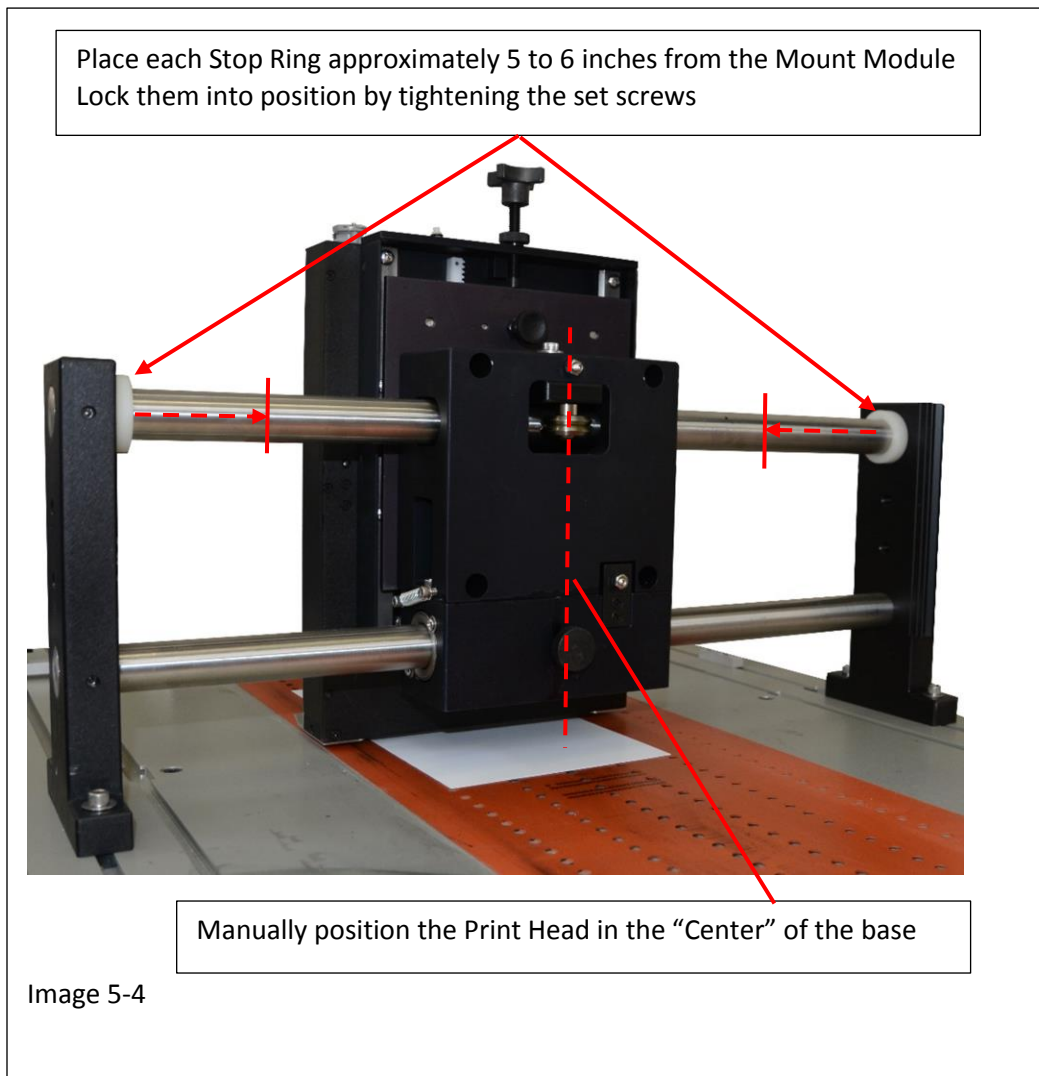 Place each Stop Ring approximately 5 to 6 inches from the Mount Module
Lock them into position by tightening the set screws
Manually position the Print Head in the “Center” of the base
Image 5-4